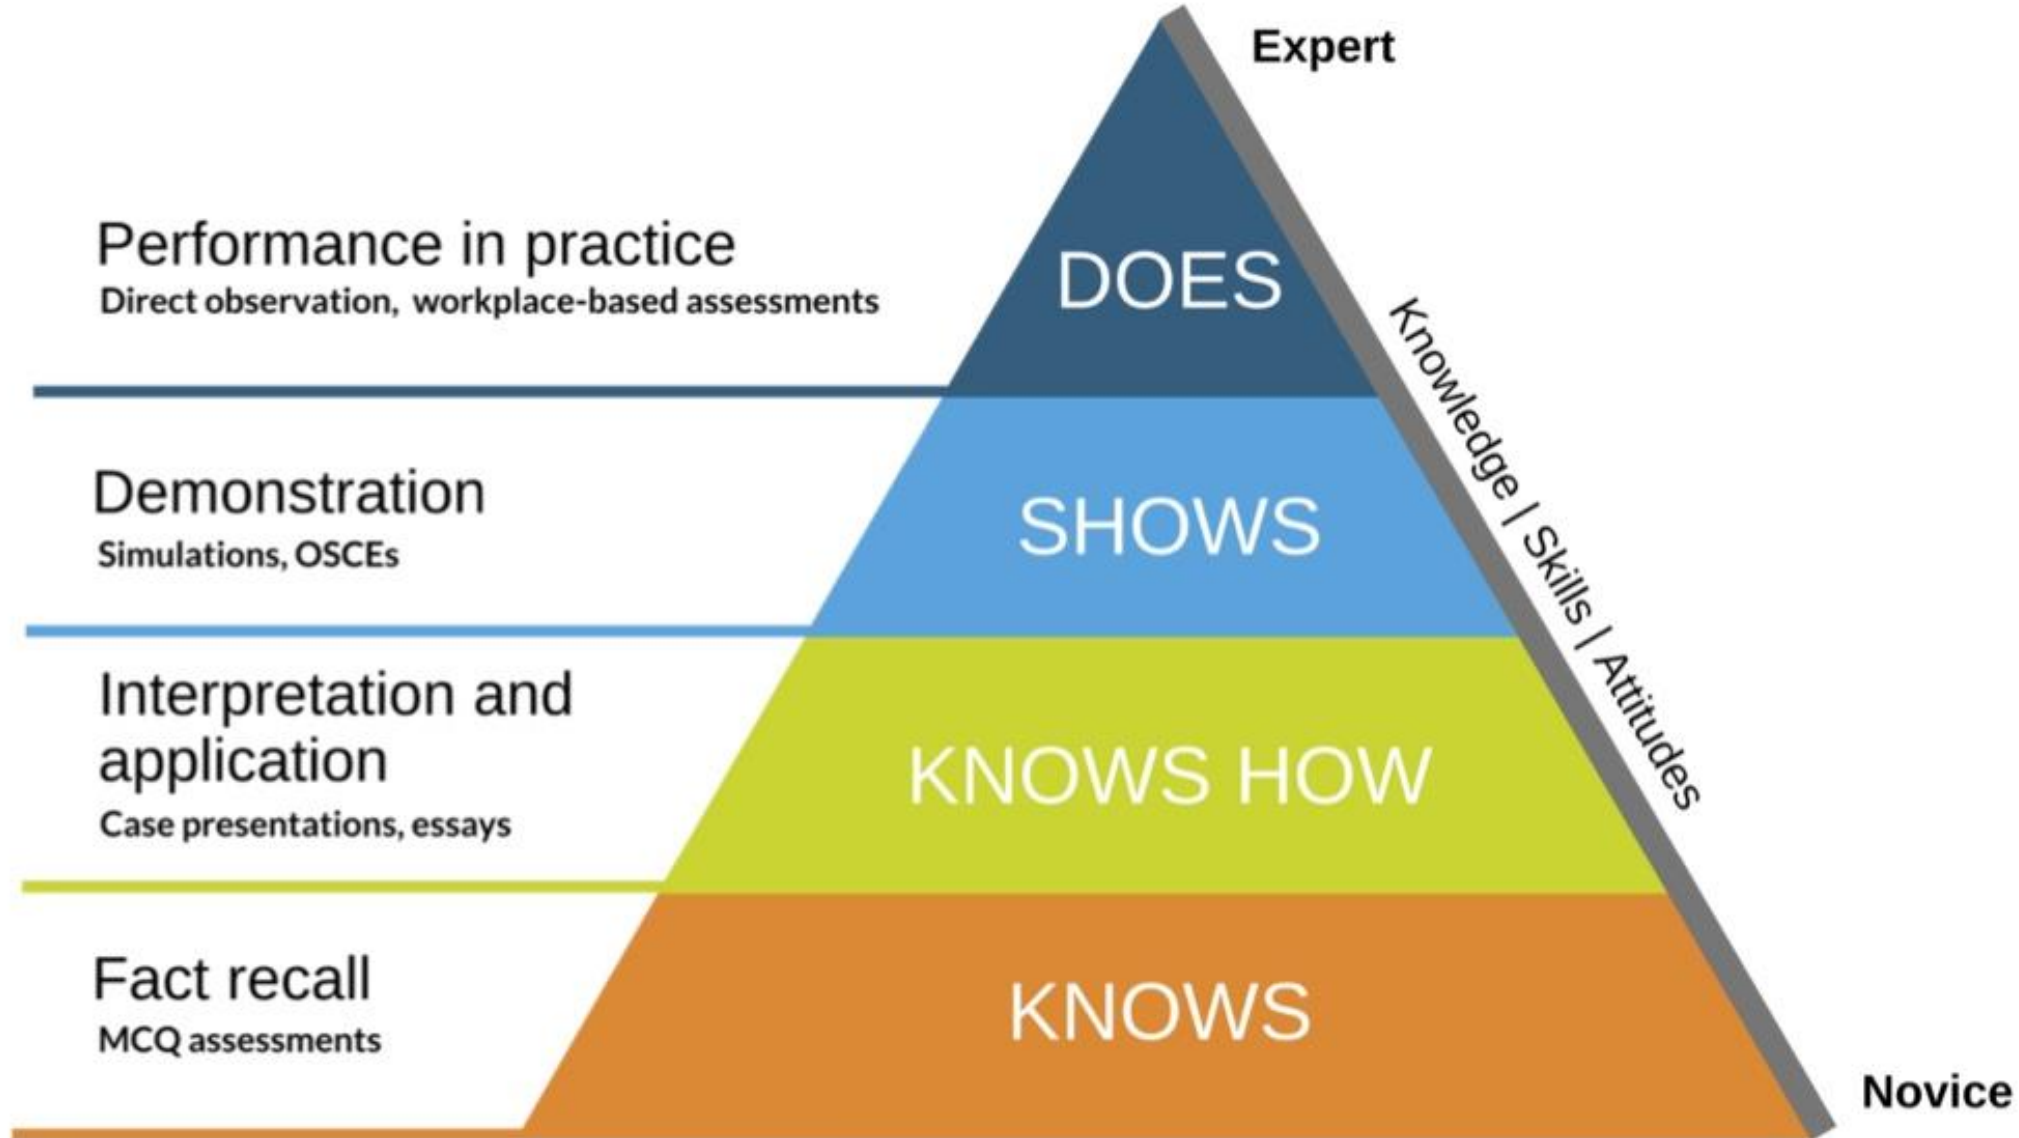 Expert
Performance in practice
Direct observation, workplace-based assessments
DOES
Knowledge | Skills | Attitudes
Demonstration
Simulations, OSCEs
SHOWS
Interpretation and
application
Case presentations, essays
KNOWS HOW
Fact recall
MCQ assessments
KNOWS
Novice